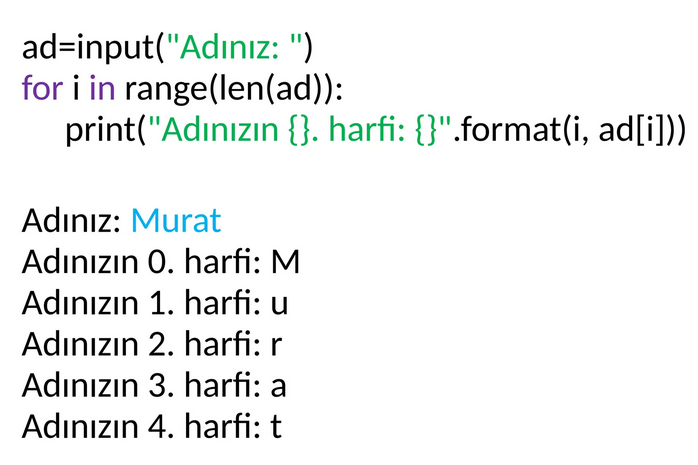 ad=input("Adınız: ")
for i in range(len(ad)):
    print("Adınızın {}. harfi: {}".format(i, ad[i]))
Adınız: Murat
Adınızın 0. harfi: M
Adınızın 1. harfi: u
Adınızın 2. harfi: r
Adınızın 3. harfi: a
Adınızın 4. harfi: t